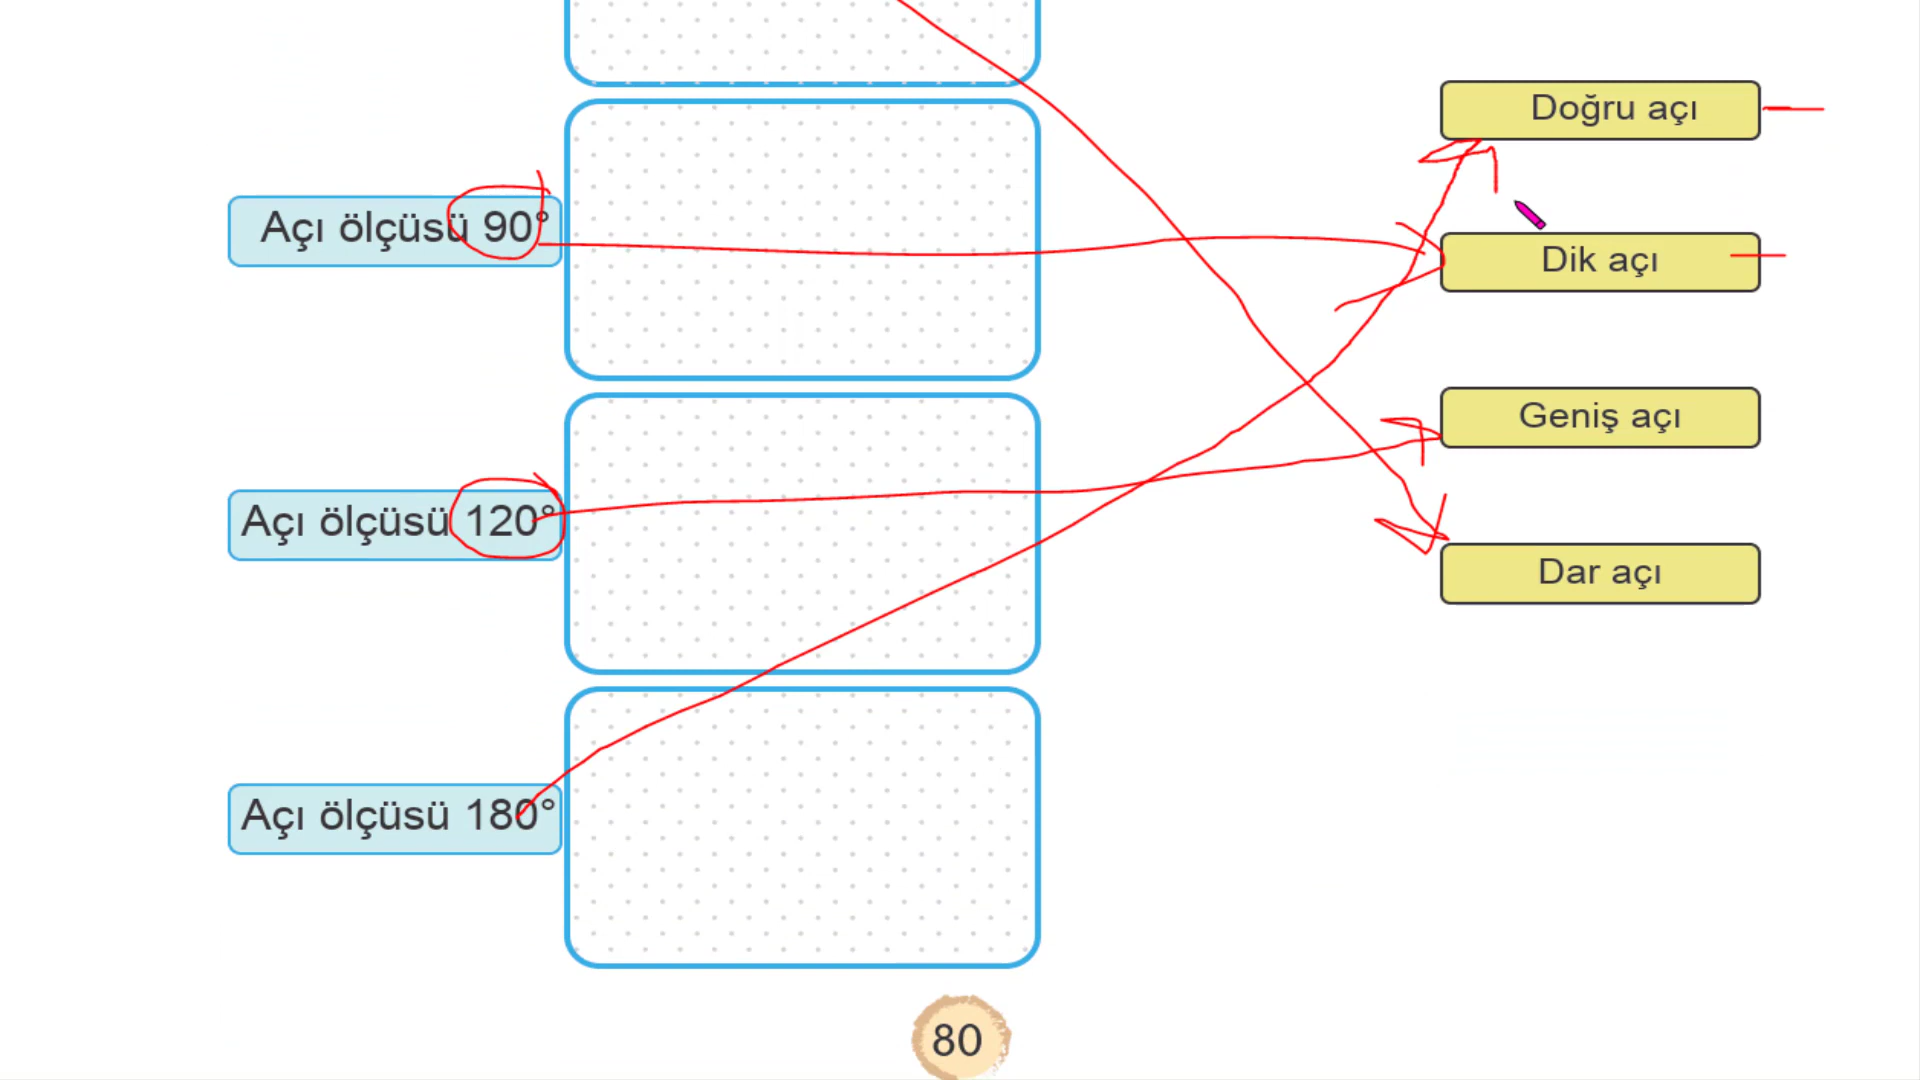 Doğru açı
Açı ölçüsü 90°
Dik açı
Geniş açı
Açı ölçüsü 120°
Dar açı
Açı ölçüsü 180°
80